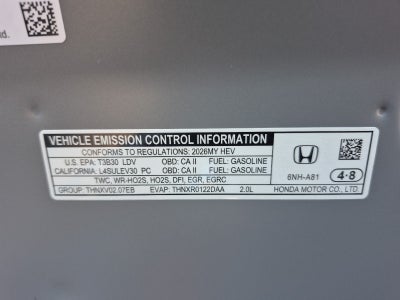 id.
VEHICLE EMISSION CONTROL INFORMATION
CONFORMS TO REGULATIONS: 2026MY HEV
U.S. EPA: T3B30 LDV OBD: CA II FUEL: GASOLINE
CALIFORNIA: L4SULEV30 PC OBD: CA II FUEL: GASOLINE
TWC, WR-HO2S, HO2S, DFI, EGR, EGRC
GROUP: THNXV02.07EB EVAP: THNXR0122DAA 2.0L
6NH-A81
4-8
HONDA MOTOR CO., LTD.